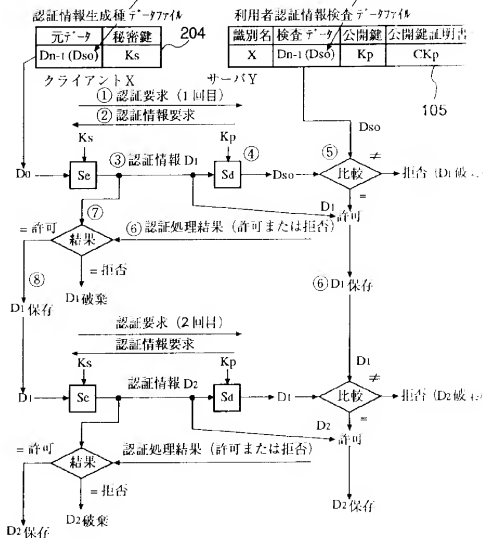 認証情報生成種データファイル
利用者認証情報検査データファイル
元データ 秘密鍵
204
Dn-1 (Dso) Ks
識別名 検査データ 公開鍵 公開鍵証明書
X Dn-1 (Dso) Kp CKp
105
クライアントX サーバY
① 認証要求 (1回目)
② 認証情報要求
Dso
Ks Kp
③ 認証情報 D1 ④ ⑤ ≠
D0 Se Sd Dso 比較 拒否 (D1破
=
D1
許可
⑦
=許可 結果 ⑥ 認証処理結果 (許可または拒否)
=拒否
⑧
D1破棄
⑥ D1保存
D1保存
認証要求 (2回目)
認証情報要求
Ks Kp
D1
認証情報 D2 ≠
D1 Se Sd D1 比較 拒否 (D2破
=
D2
許可
=許可 結果 認証処理結果 (許可または拒否)
=拒否
D2破棄
D2保存
D2保存